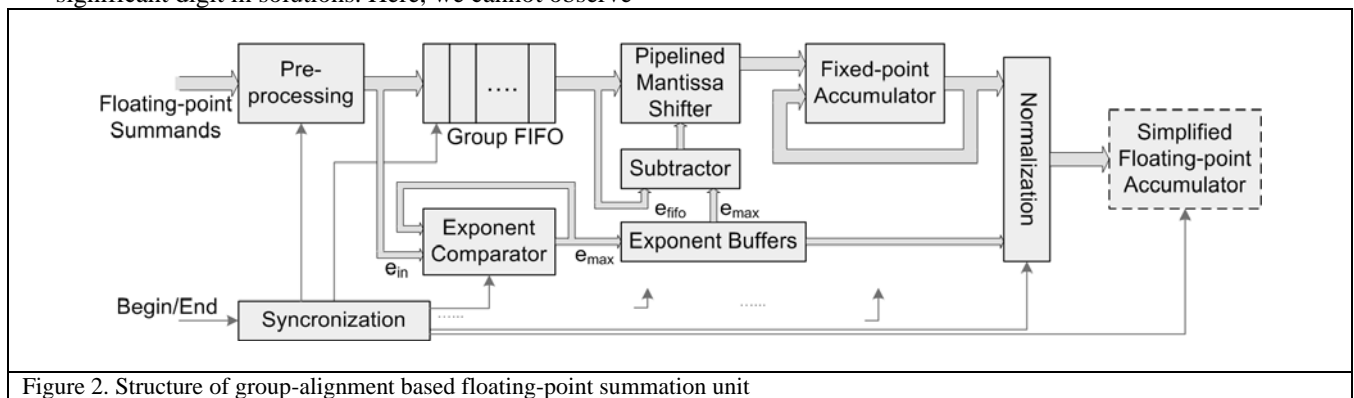 significant digit in solutions. Here, we cannot observe
Pre-
processing
Floating-point
Summands
....
Group FIFO
Pipelined
Mantissa
Shifter
Fixed-point
Accumulator
Normalization
Simplified
Floating-point
Accumulator
Subtractor
efifo
emax
Exponent
Comparator
ein
emax
Exponent Buffers
Begin/End
Syncronization
......
......
Figure 2. Structure of group-alignment based floating-point summation unit